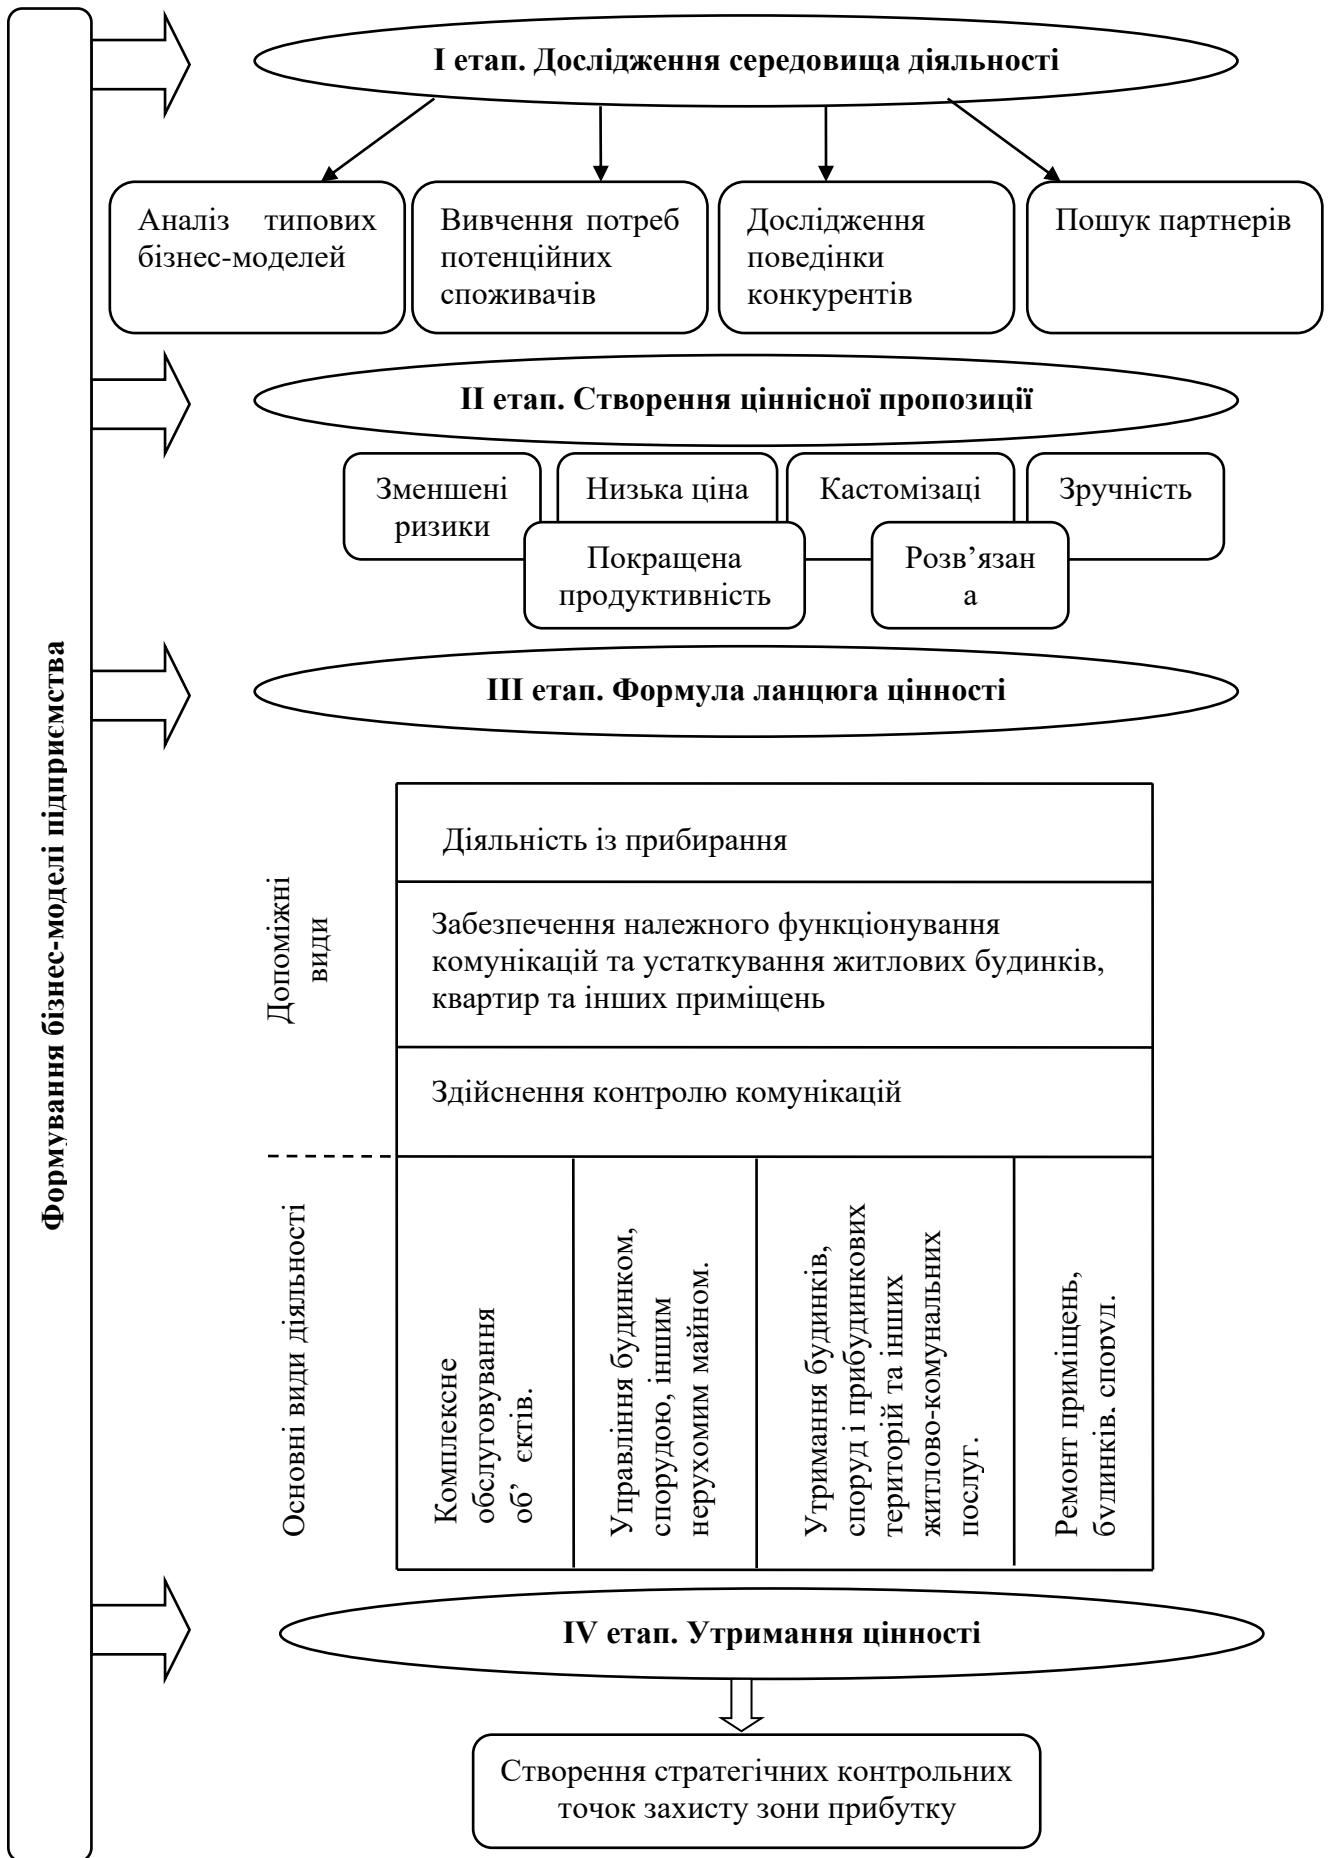 Формування бізнес-моделі підприємства
І етап. Дослідження середовища діяльності
Аналіз типових
бізнес-моделей
Вивчення потреб
потенційних
споживачів
Дослідження
поведінки
конкурентів
Пошук партнерів
ІІ етап. Створення ціннісної пропозиції
Зменшені
ризики
Низька ціна
Кастомізаці
Зручність
Покращена
продуктивність
Розв’язан
а
ІІІ етап. Формула ланцюга цінності
Допоміжні
види
Діяльність із прибирання
Забезпечення належного функціонування
комунікацій та устаткування житлових будинків,
квартир та інших приміщень
Здійснення контролю комунікацій
Основні види діяльності
Комплексне
обслуговування
об’ єктів.
Управління будинком,
спорудою, іншим
нерухомим майном.
Утримання будинків,
споруд і прибудинкових
територій та інших
житлово-комунальних
послуг.
Ремонт приміщень,
будинків. споруд.
IV етап. Утримання цінності
Створення стратегічних контрольних
точок захисту зони прибутку